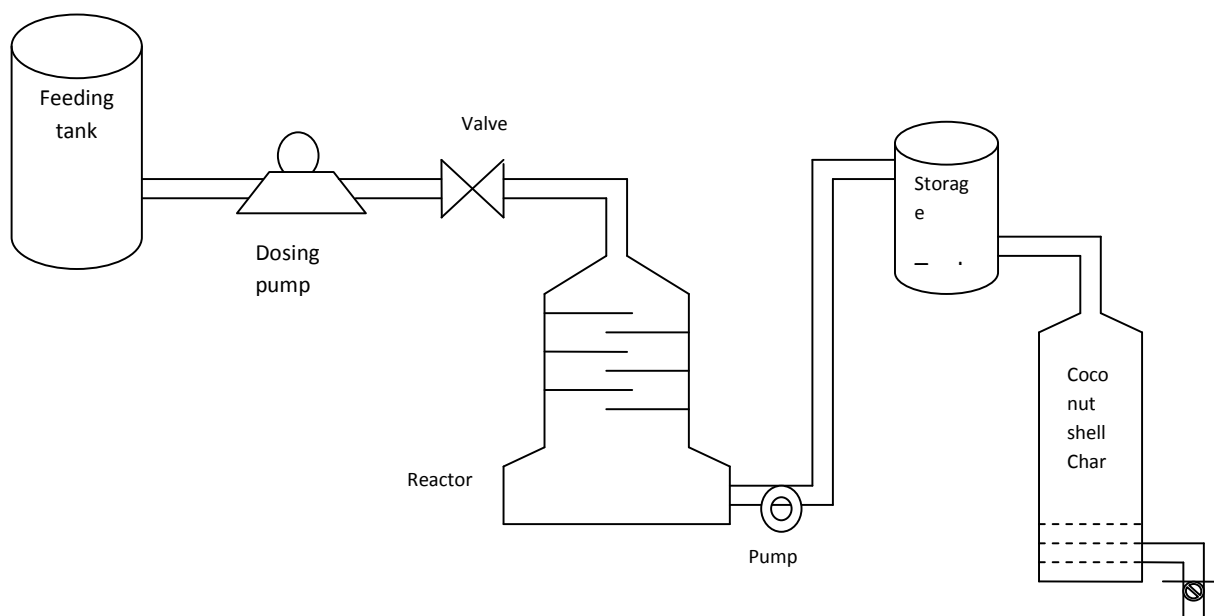 Feeding
tank
Valve
Dosing
pump
Reactor
Pump
Storag
e
Coco
nut
shell
Char